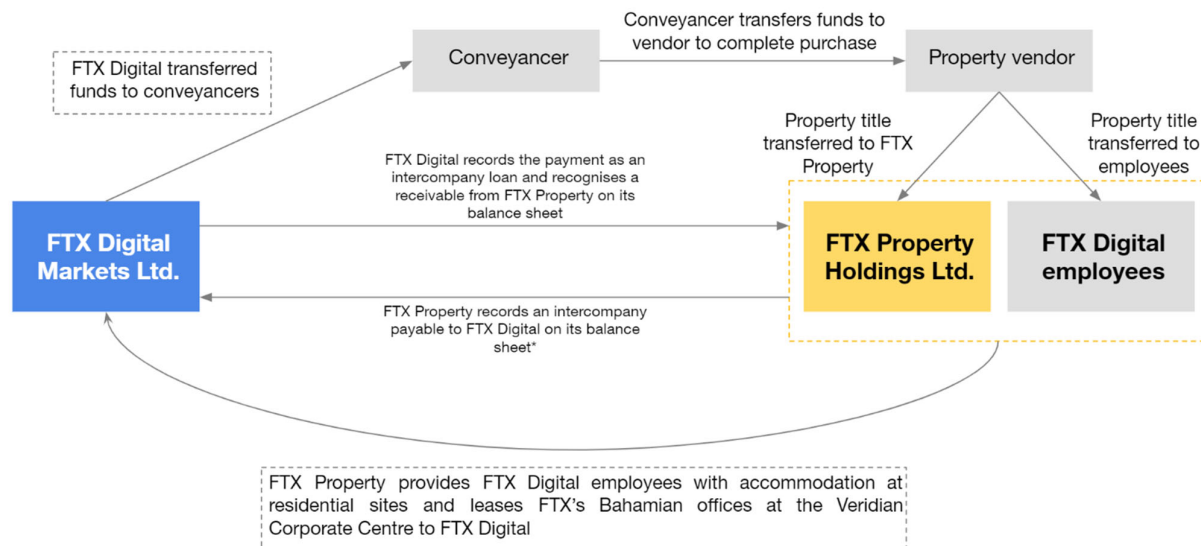 Conveyancer transfers funds to
vendor to complete purchase
FTX Digital transferred
funds to conveyancers
Conveyancer
Property vendor
Property title
transferred to FTX
Property
Property title
transferred to
employees
FTX Digital records the payment as an
intercompany loan and recognises a
receivable from FTX Property on its
balance sheet
FTX Digital
Markets Ltd.
FTX Property
Holdings Ltd.
FTX Digital
employees
FTX Property records an intercompany
payable to FTX Digital on its balance
sheet*
FTX Property provides FTX Digital employees with accommodation at
residential sites and leases FTX's Bahamian offices at the Veridian
Corporate Centre to FTX Digital